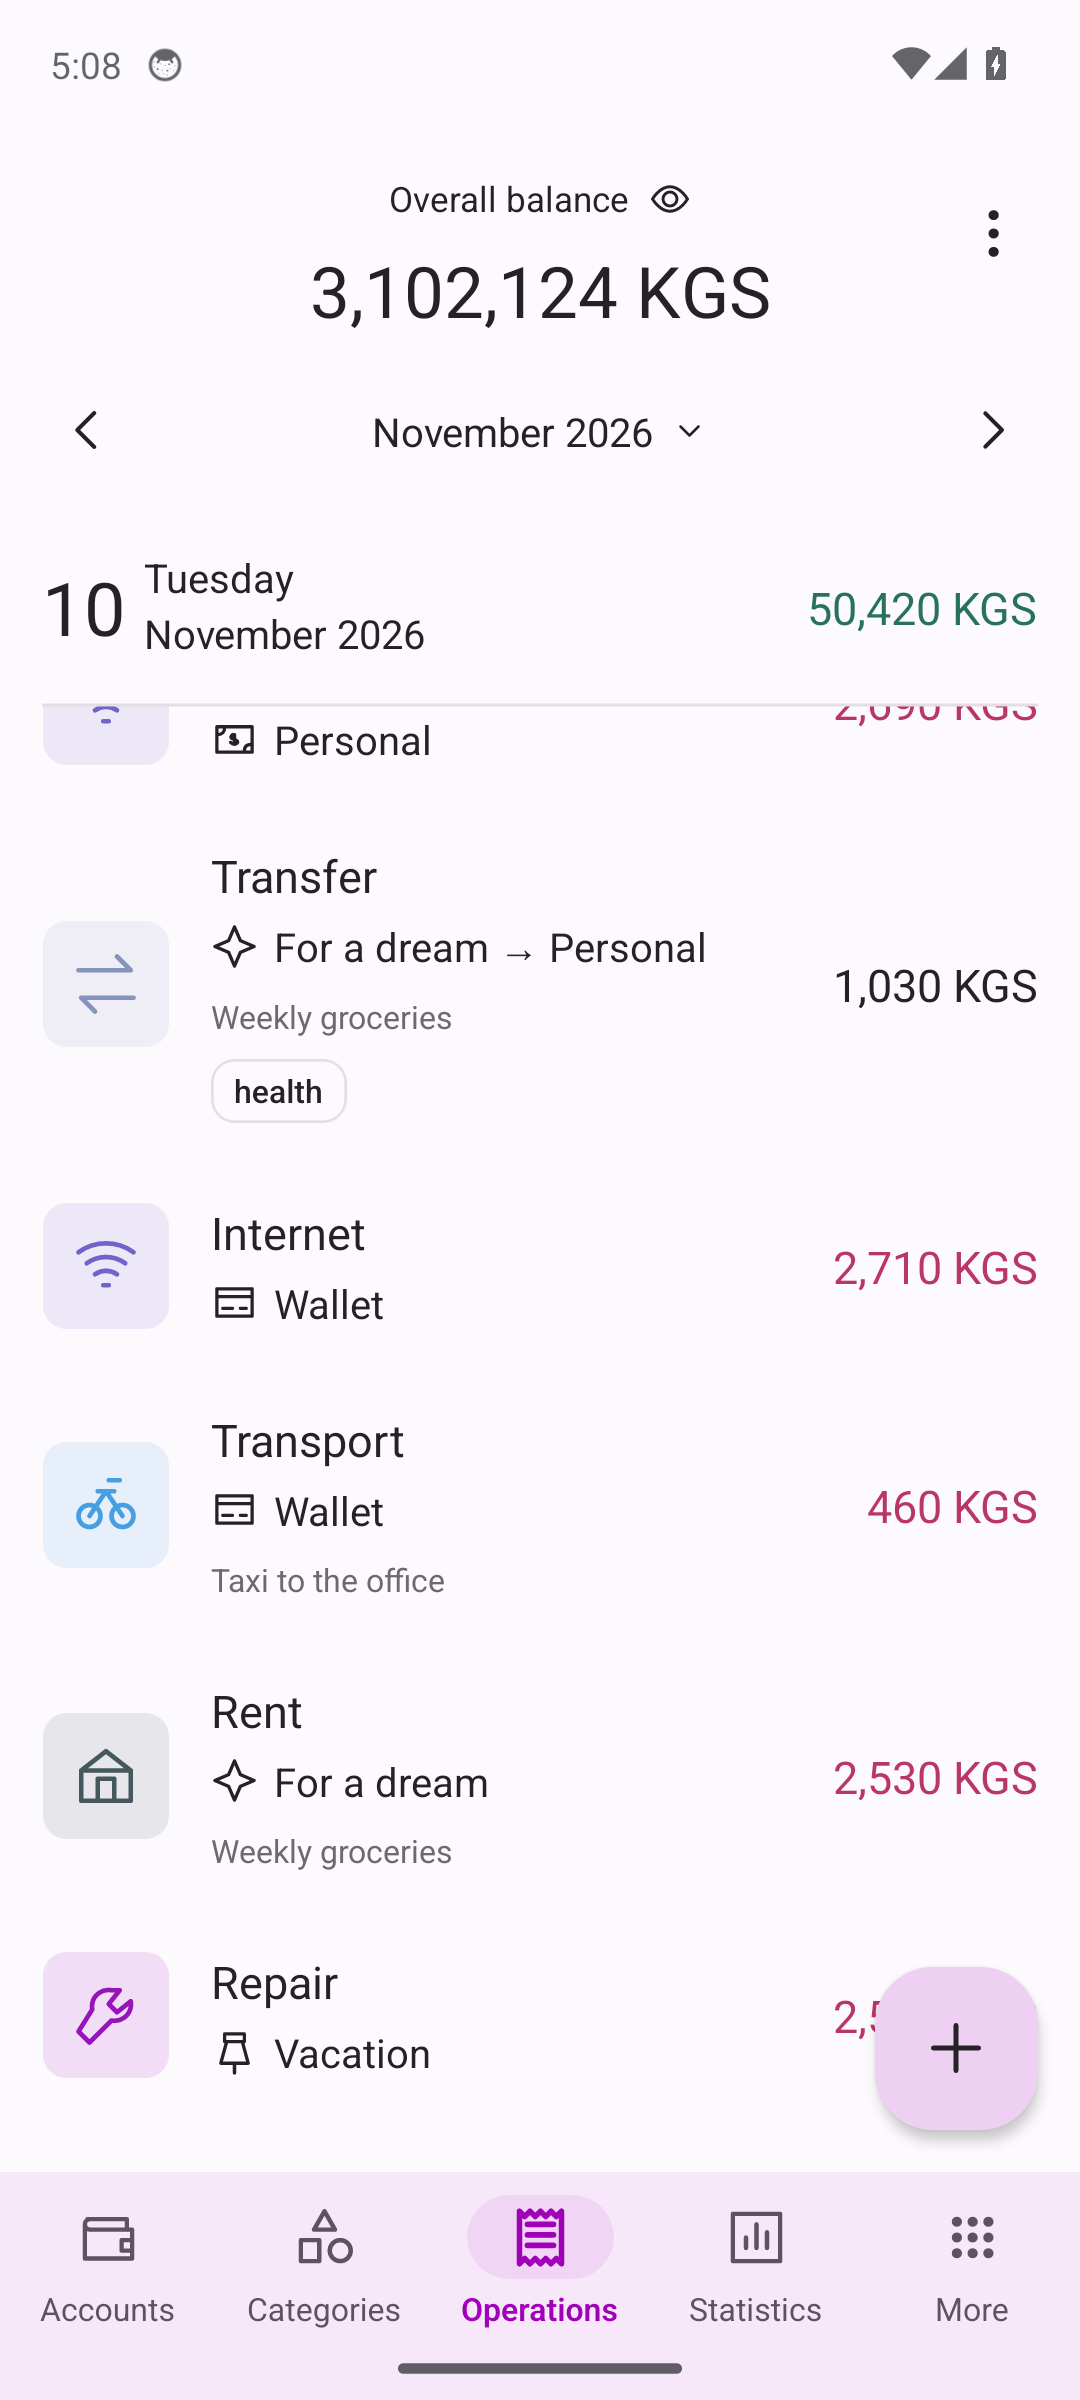 5:08
Overall balance
3,102,124 KGS
November 2026
10
Tuesday
November 2026
50,420 KGS
KGS
Personal
Transfer
For a dream → Personal
1,030 KGS
Weekly groceries
health
Internet
2,710 KGS
Wallet
Transport
Wallet
460 KGS
Taxi to the office
Rent
For a dream
2,530 KGS
Weekly groceries
Repair
Vacation
Accounts
Categories
Operations
Statistics
More